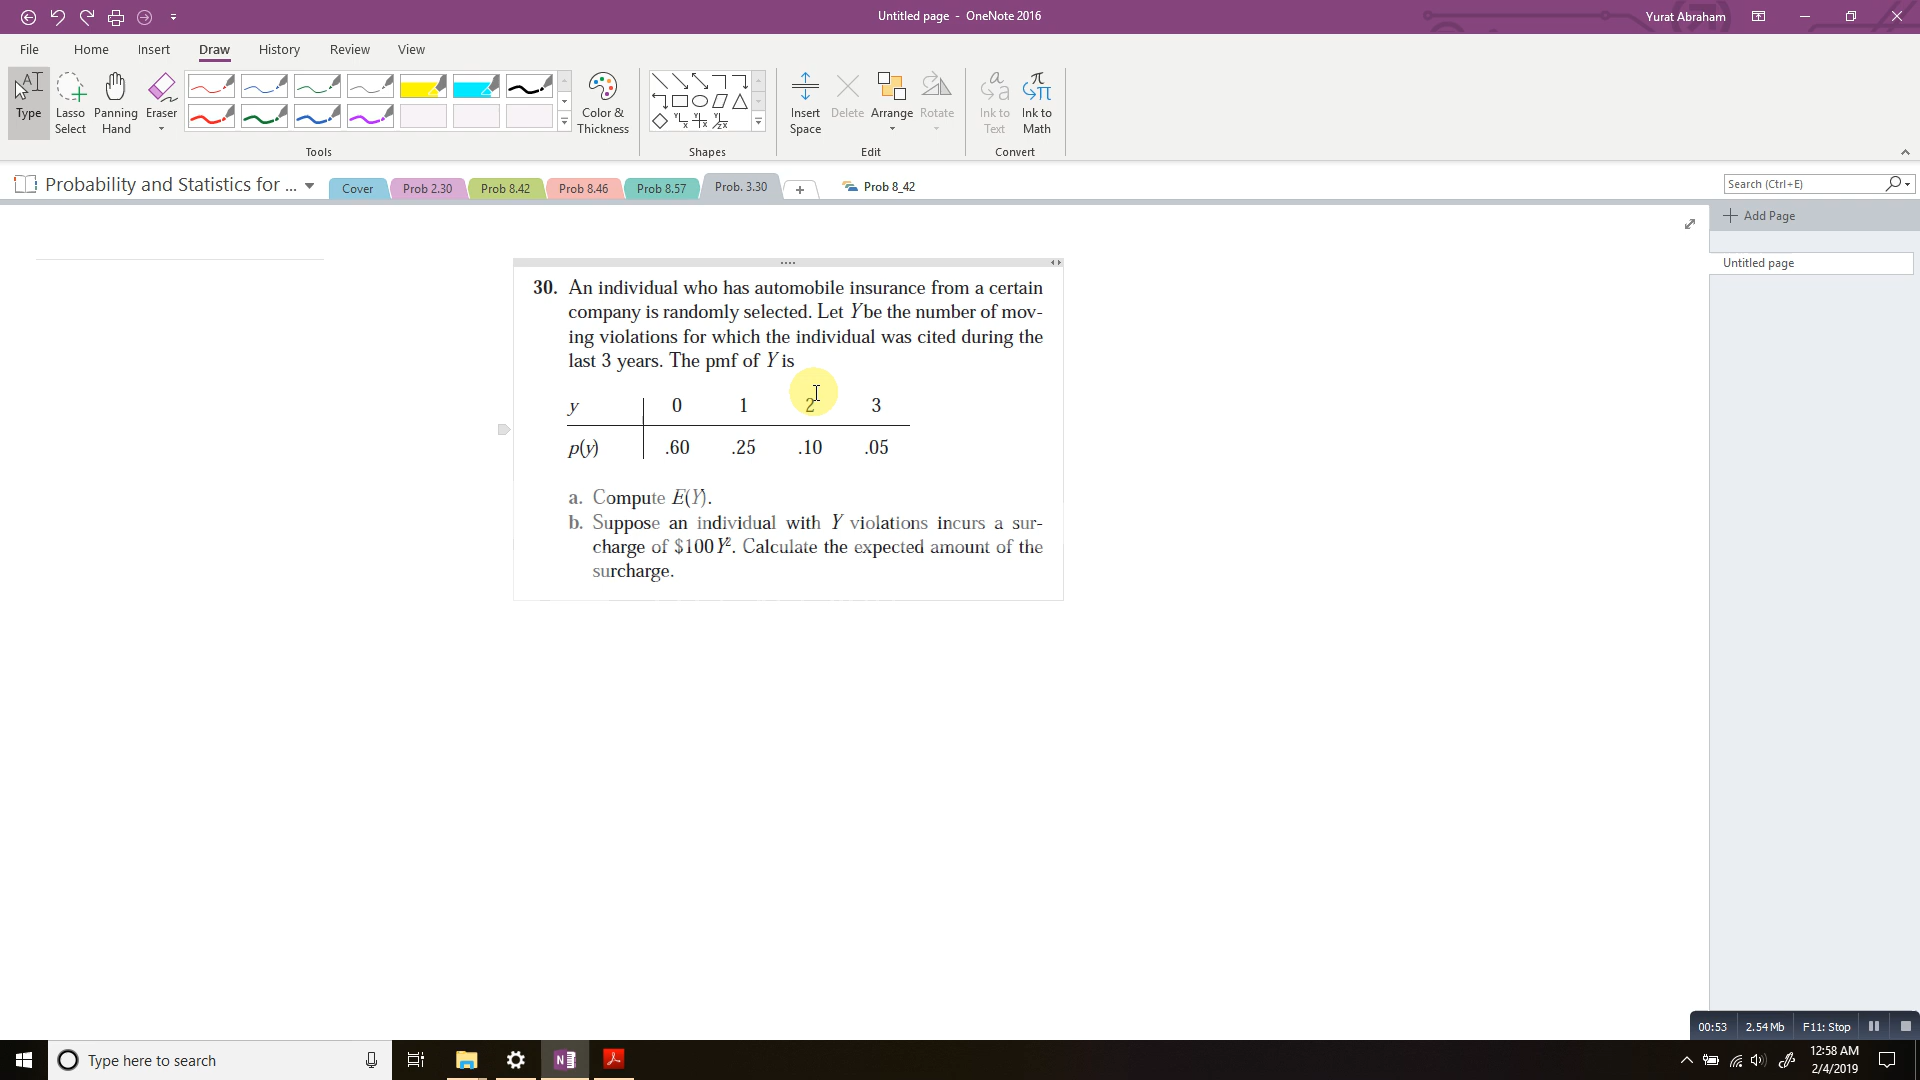 Untitled page - OneNote 2016
Yurat Abraham
File Home Insert Draw History Review View
Type
Lasso Select
Panning Hand
Eraser
Color & Thickness
Insert Space
Delete
Arrange
Rotate
Ink to Text
Ink to Math
Tools
Shapes
Edit
Convert
Probability and Statistics for ...
Cover Prob 2.30 Prob 8.42 Prob 8.46 Prob 8.57 Prob. 3.30 + Prob 8_42
Search (Ctrl+E)
Add Page
Untitled page
30. An individual who has automobile insurance from a certain
company is randomly selected. Let Y be the number of mov-
ing violations for which the individual was cited during the
last 3 years. The pmf of Y is
y 0 1 2 3
p(y) .60 .25 .10 .05
a. Compute E(Y).
b. Suppose an individual with Y violations incurs a sur-
charge of $100Y². Calculate the expected amount of the
surcharge.
00:53 2.54 Mb F11: Stop
Type here to search
12:58 AM
2/4/2019